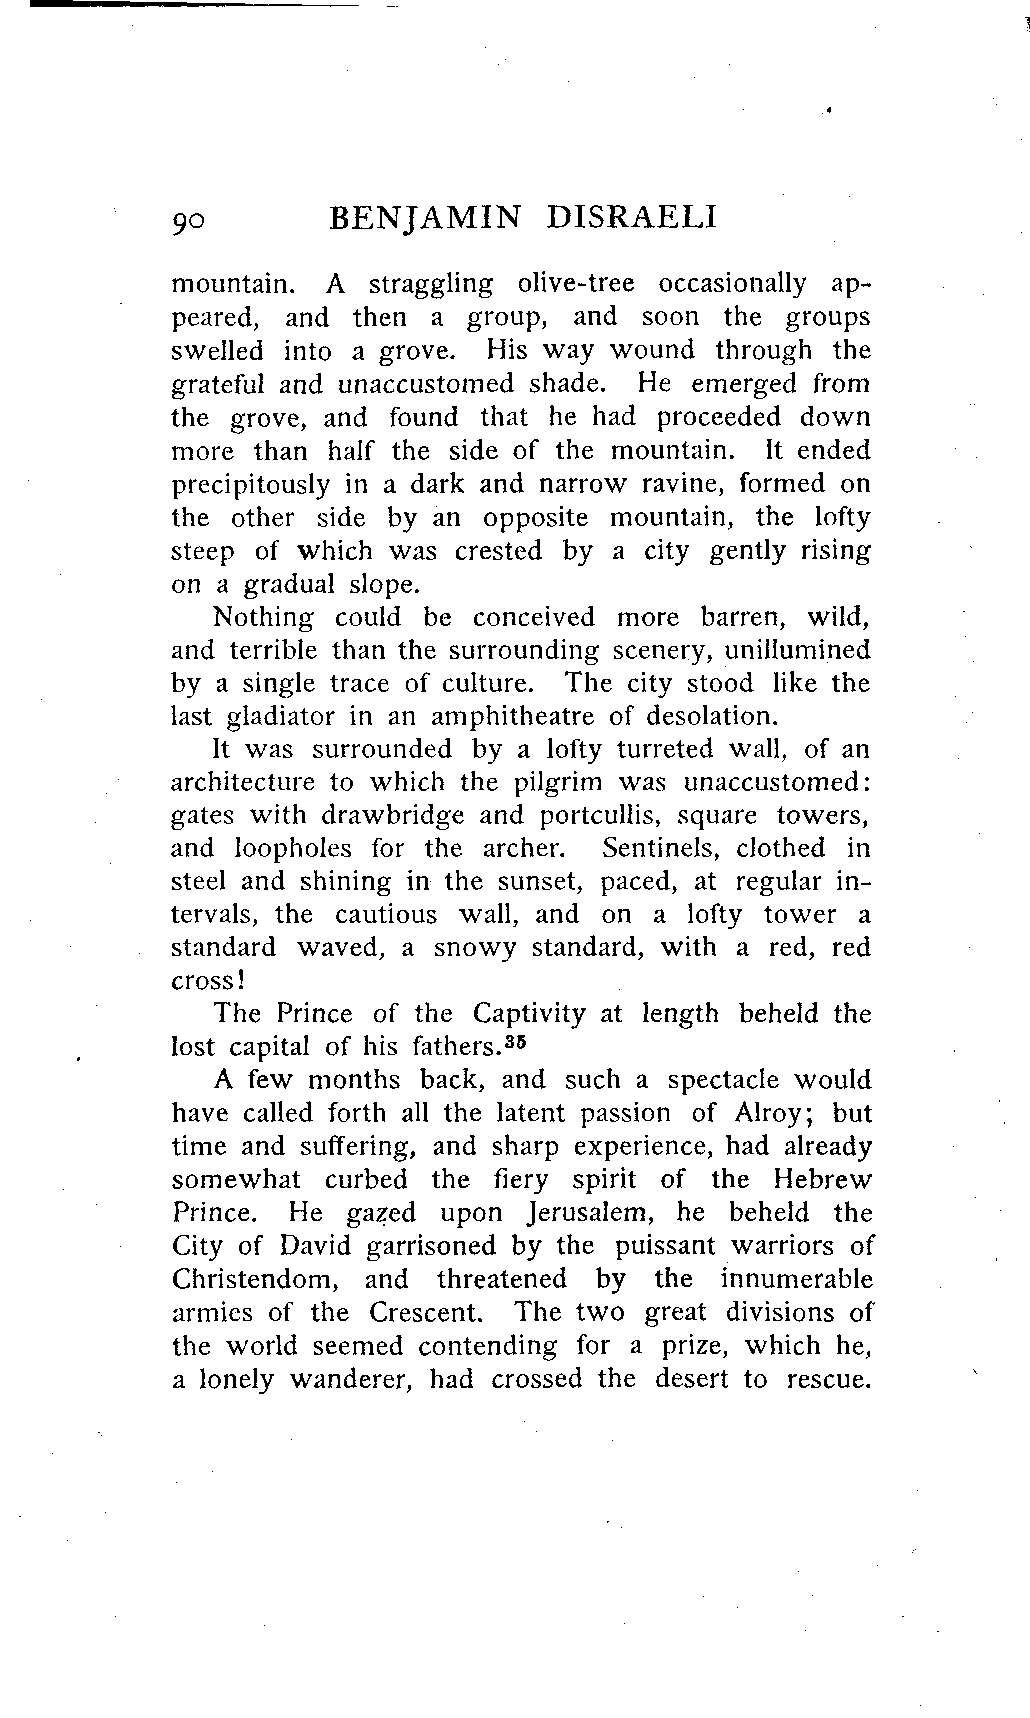 90 BENJAMIN DISRAELI
mountain. A straggling olive-tree occasionally ap-
peared, and then a group, and soon the groups
swelled into a grove. His way wound through the
grateful and unaccustomed shade. He emerged from
the grove, and found that he had proceeded down
more than half the side of the mountain. It ended
precipitously in a dark and narrow ravine, formed on
the other side by an opposite mountain, the lofty
steep of which was crested by a city gently rising
on a gradual slope.
Nothing could be conceived more barren, wild,
and terrible than the surrounding scenery, unillumined
by a single trace of culture. The city stood like the
last gladiator in an amphitheatre of desolation.
It was surrounded by a lofty turreted wall, of an
architecture to which the pilgrim was unaccustomed:
gates with drawbridge and portcullis, square towers,
and loopholes for the archer. Sentinels, clothed in
steel and shining in the sunset, paced, at regular in-
tervals, the cautious wall, and on a lofty tower a
standard waved, a snowy standard, with a red, red
cross!
The Prince of the Captivity at length beheld the
lost capital of his fathers.³⁵
A few months back, and such a spectacle would
have called forth all the latent passion of Alroy; but
time and suffering, and sharp experience, had already
somewhat curbed the fiery spirit of the Hebrew
Prince. He gazed upon Jerusalem, he beheld the
City of David garrisoned by the puissant warriors of
Christendom, and threatened by the innumerable
armies of the Crescent. The two great divisions of
the world seemed contending for a prize, which he,
a lonely wanderer, had crossed the desert to rescue.